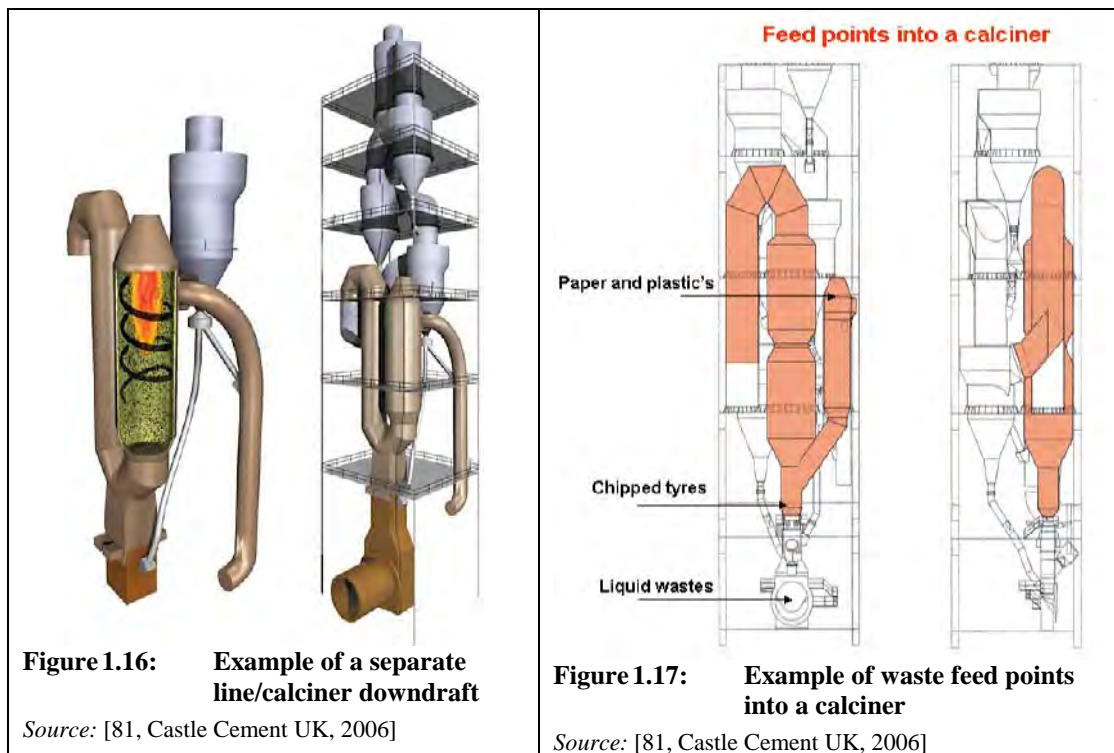 Feed points into a calciner
Paper and plastic's
Chipped tyres
Liquid wastes
Figure 1.16: Example of a separate
line/calciner downdraft
Source: [81, Castle Cement UK, 2006]
Figure 1.17: Example of waste feed points
into a calciner
Source: [81, Castle Cement UK, 2006]